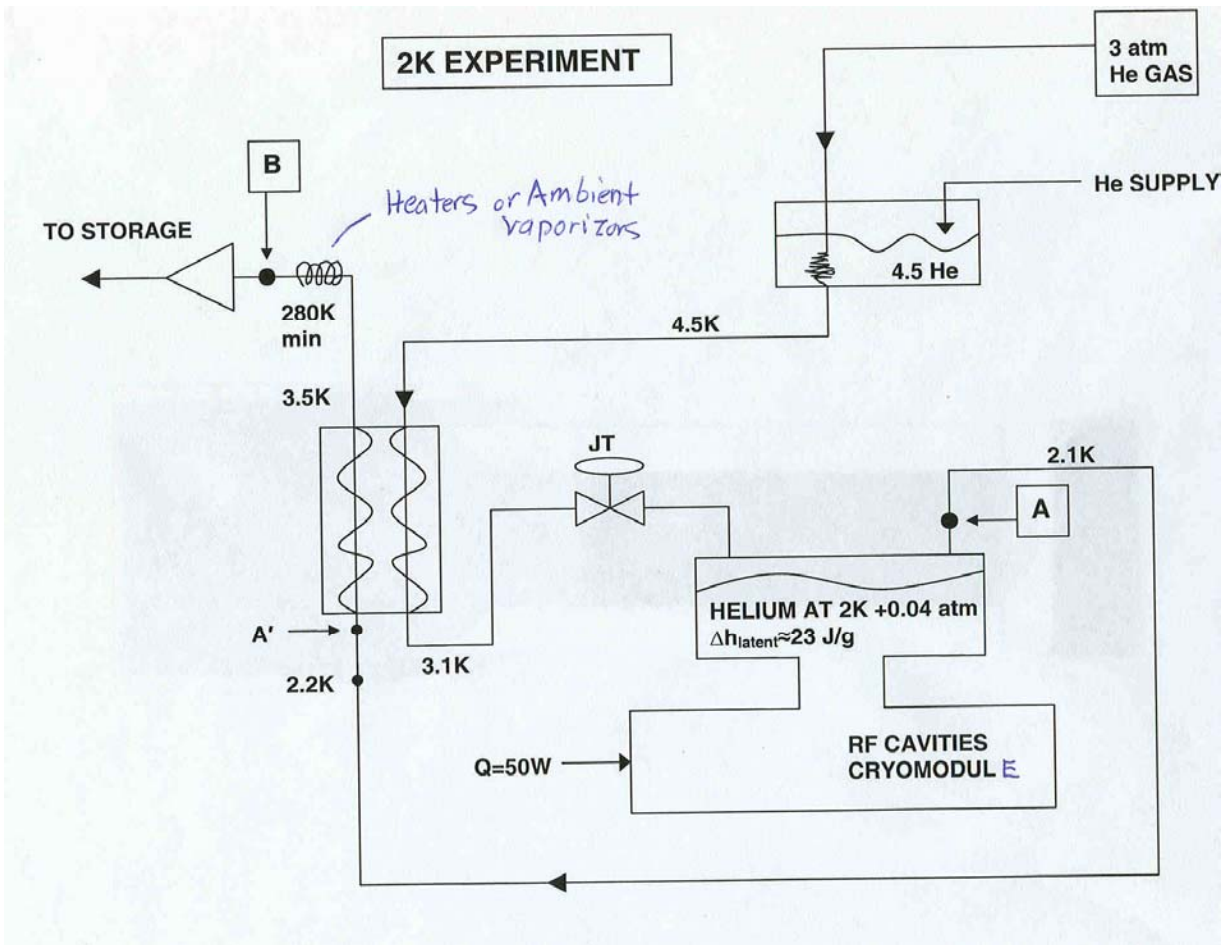 2K EXPERIMENT
3 atm
He GAS
B
Heaters or Ambient
vaporizors
He SUPPLY
TO STORAGE
4.5 He
280K
min
4.5K
3.5K
JT
2.1K
A
HELIUM AT 2K +0.04 atm
Δhlatent≈23 J/g
A'
3.1K
2.2K
Q=50W
RF CAVITIES
CRYOMODULE